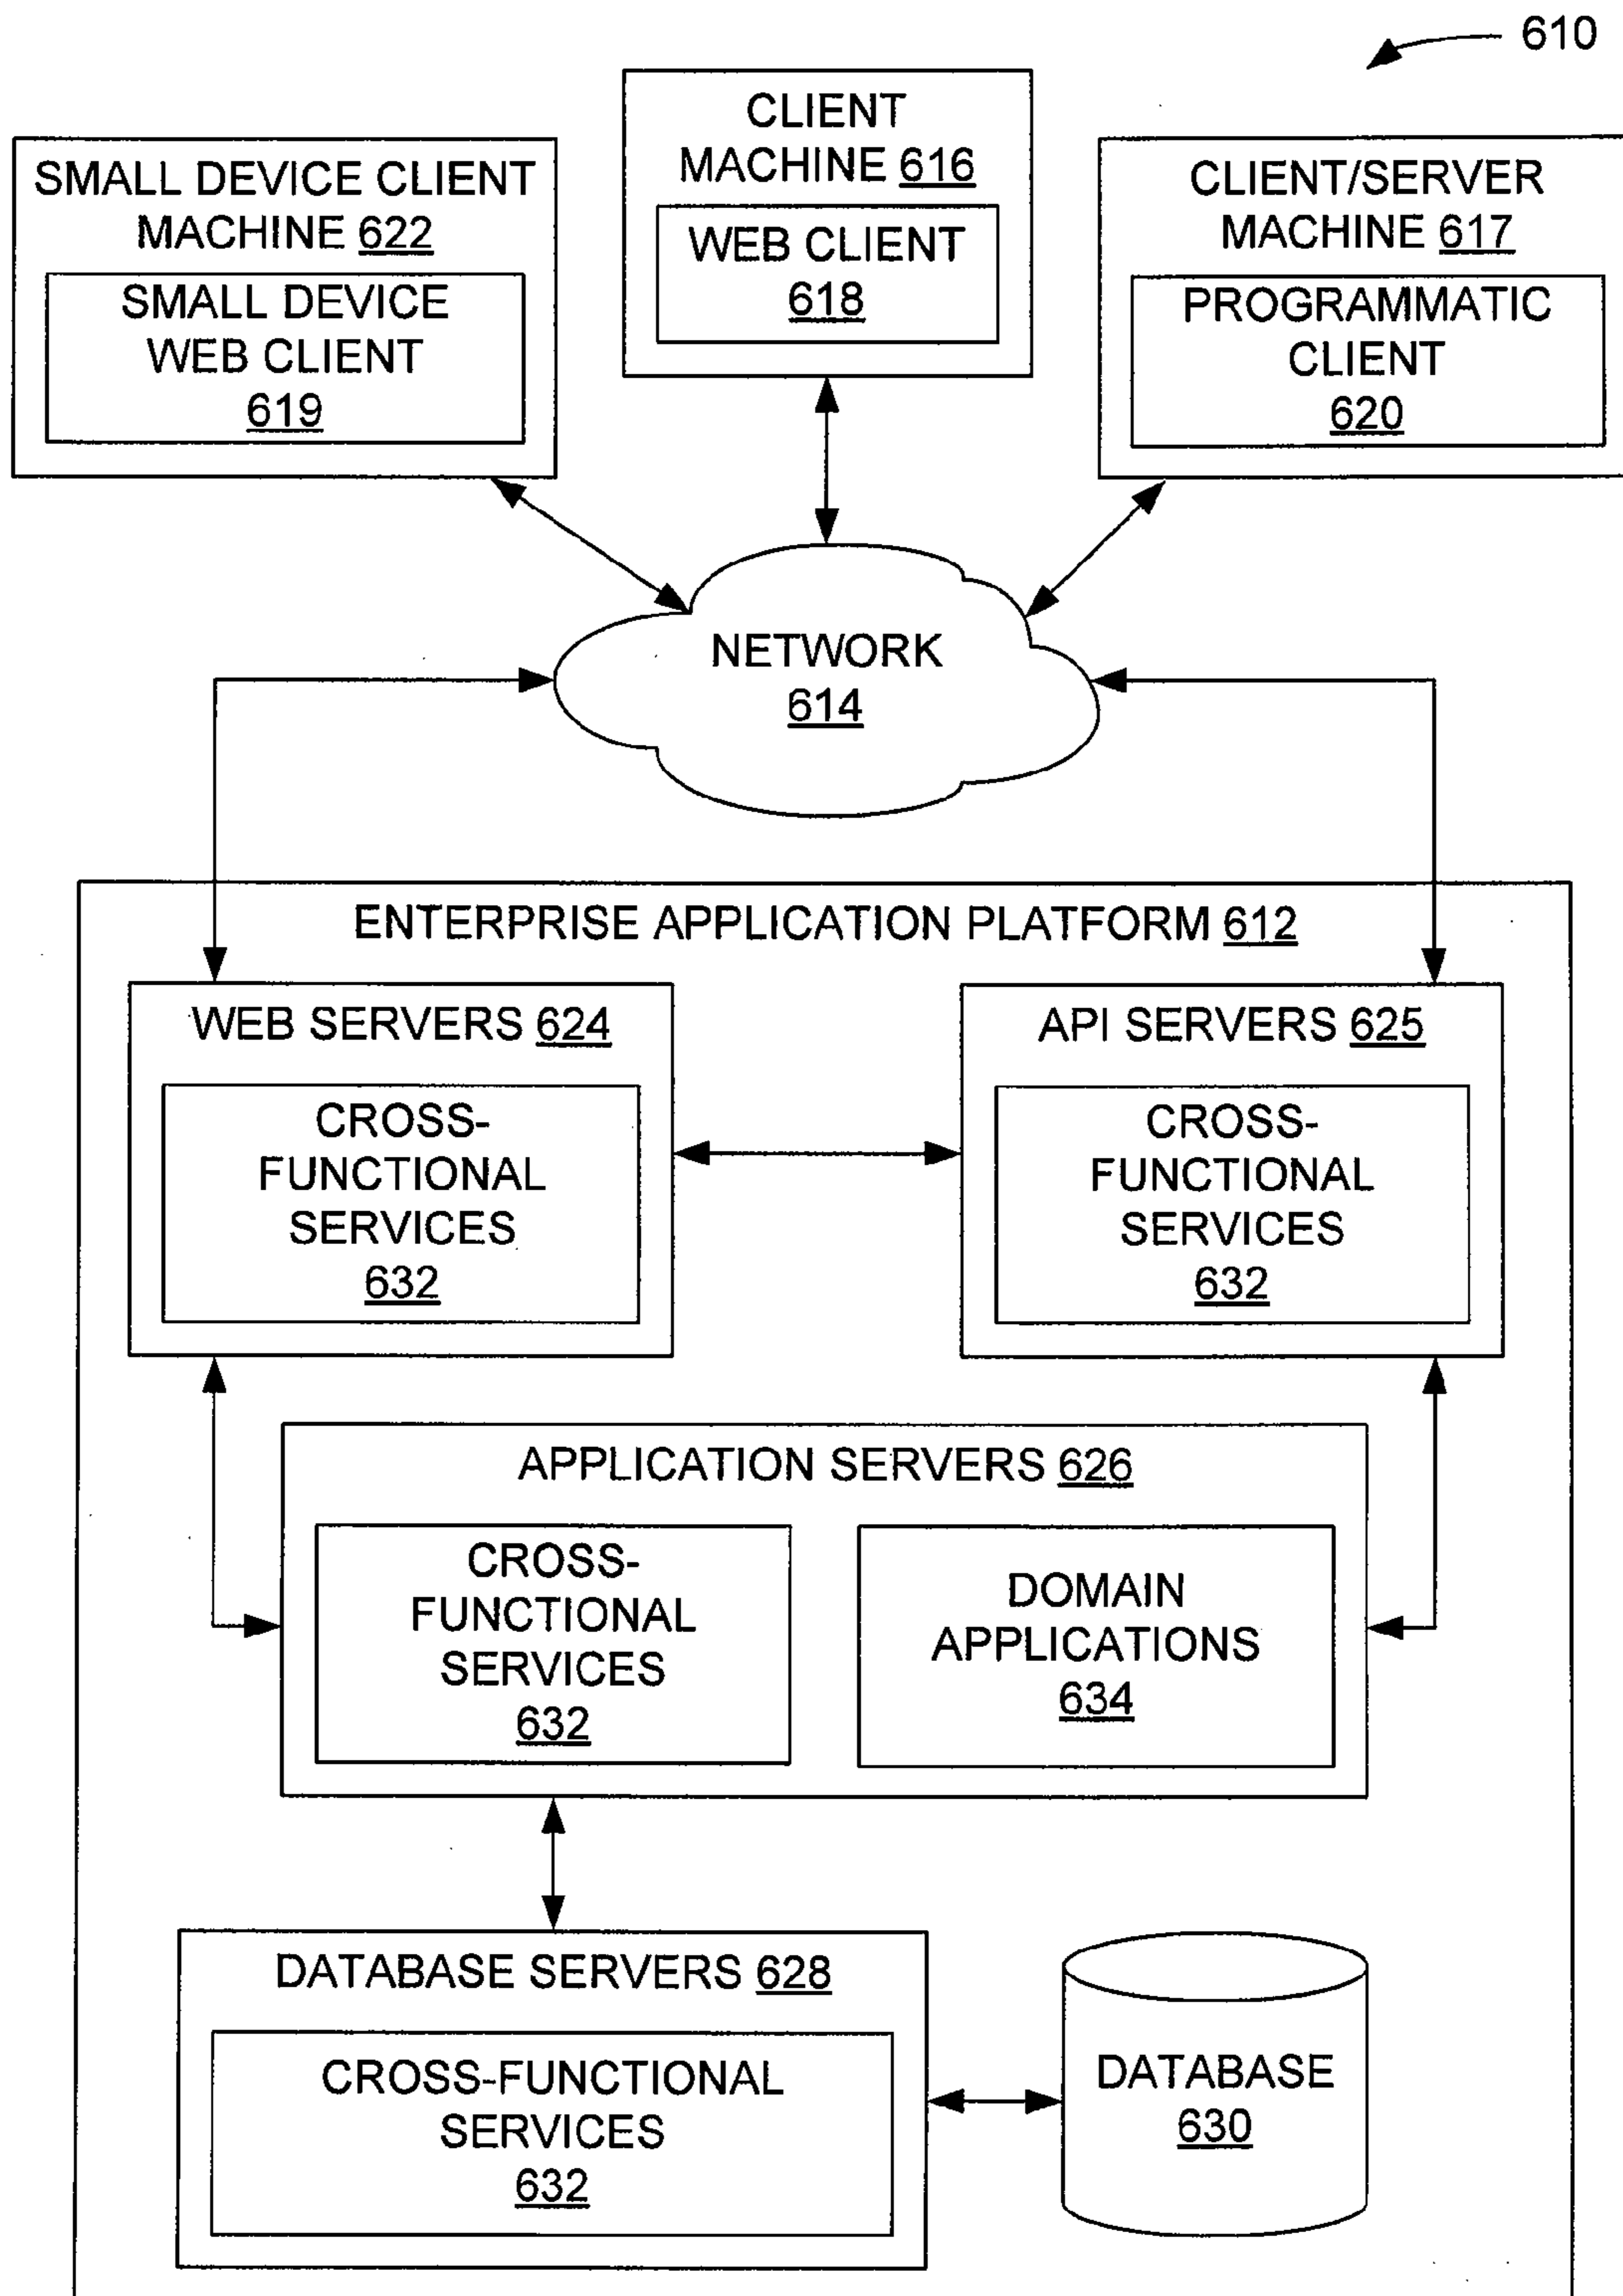 610
CLIENT
MACHINE 616
WEB CLIENT
618
SMALL DEVICE CLIENT
MACHINE 622
SMALL DEVICE
WEB CLIENT
619
CLIENT/SERVER
MACHINE 617
PROGRAMMATIC
CLIENT
620
NETWORK
614
ENTERPRISE APPLICATION PLATFORM 612
WEB SERVERS 624
CROSS-
FUNCTIONAL
SERVICES
632
API SERVERS 625
CROSS-
FUNCTIONAL
SERVICES
632
APPLICATION SERVERS 626
CROSS-
FUNCTIONAL
SERVICES
632
DOMAIN
APPLICATIONS
634
DATABASE SERVERS 628
CROSS-FUNCTIONAL
SERVICES
632
DATABASE
630